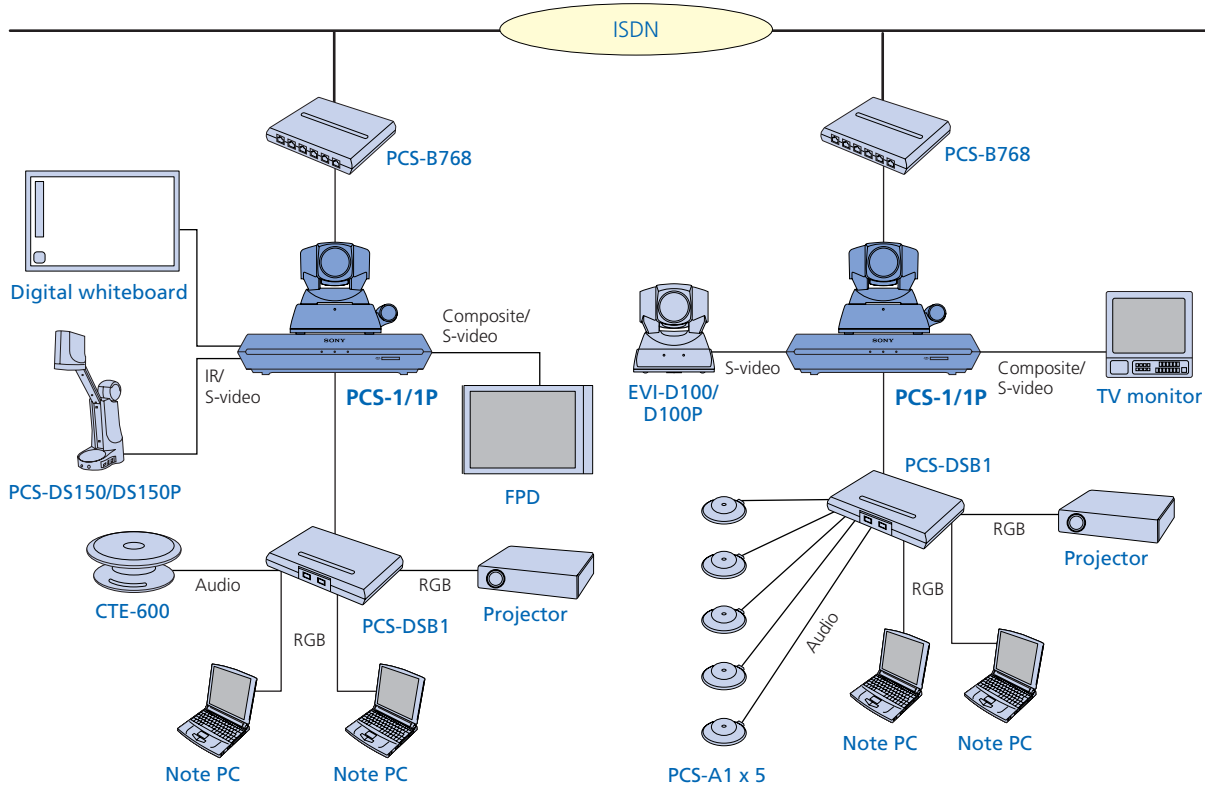 ISDN
PCS-B768
Digital whiteboard
SONY
Composite/
S-video
IR/
S-video
PCS-1/1P
PCS-DS150/DS150P
FPD
CTE-600
Audio
RGB
PCS-DSB1
Projector
RGB
Note PC
Note PC
PCS-B768
SONY
EVI-D100/
D100P
S-video
PCS-1/1P
Composite/
S-video
TV monitor
PCS-DSB1
RGB
Projector
RGB
Audio
Note PC
Note PC
PCS-A1 x 5